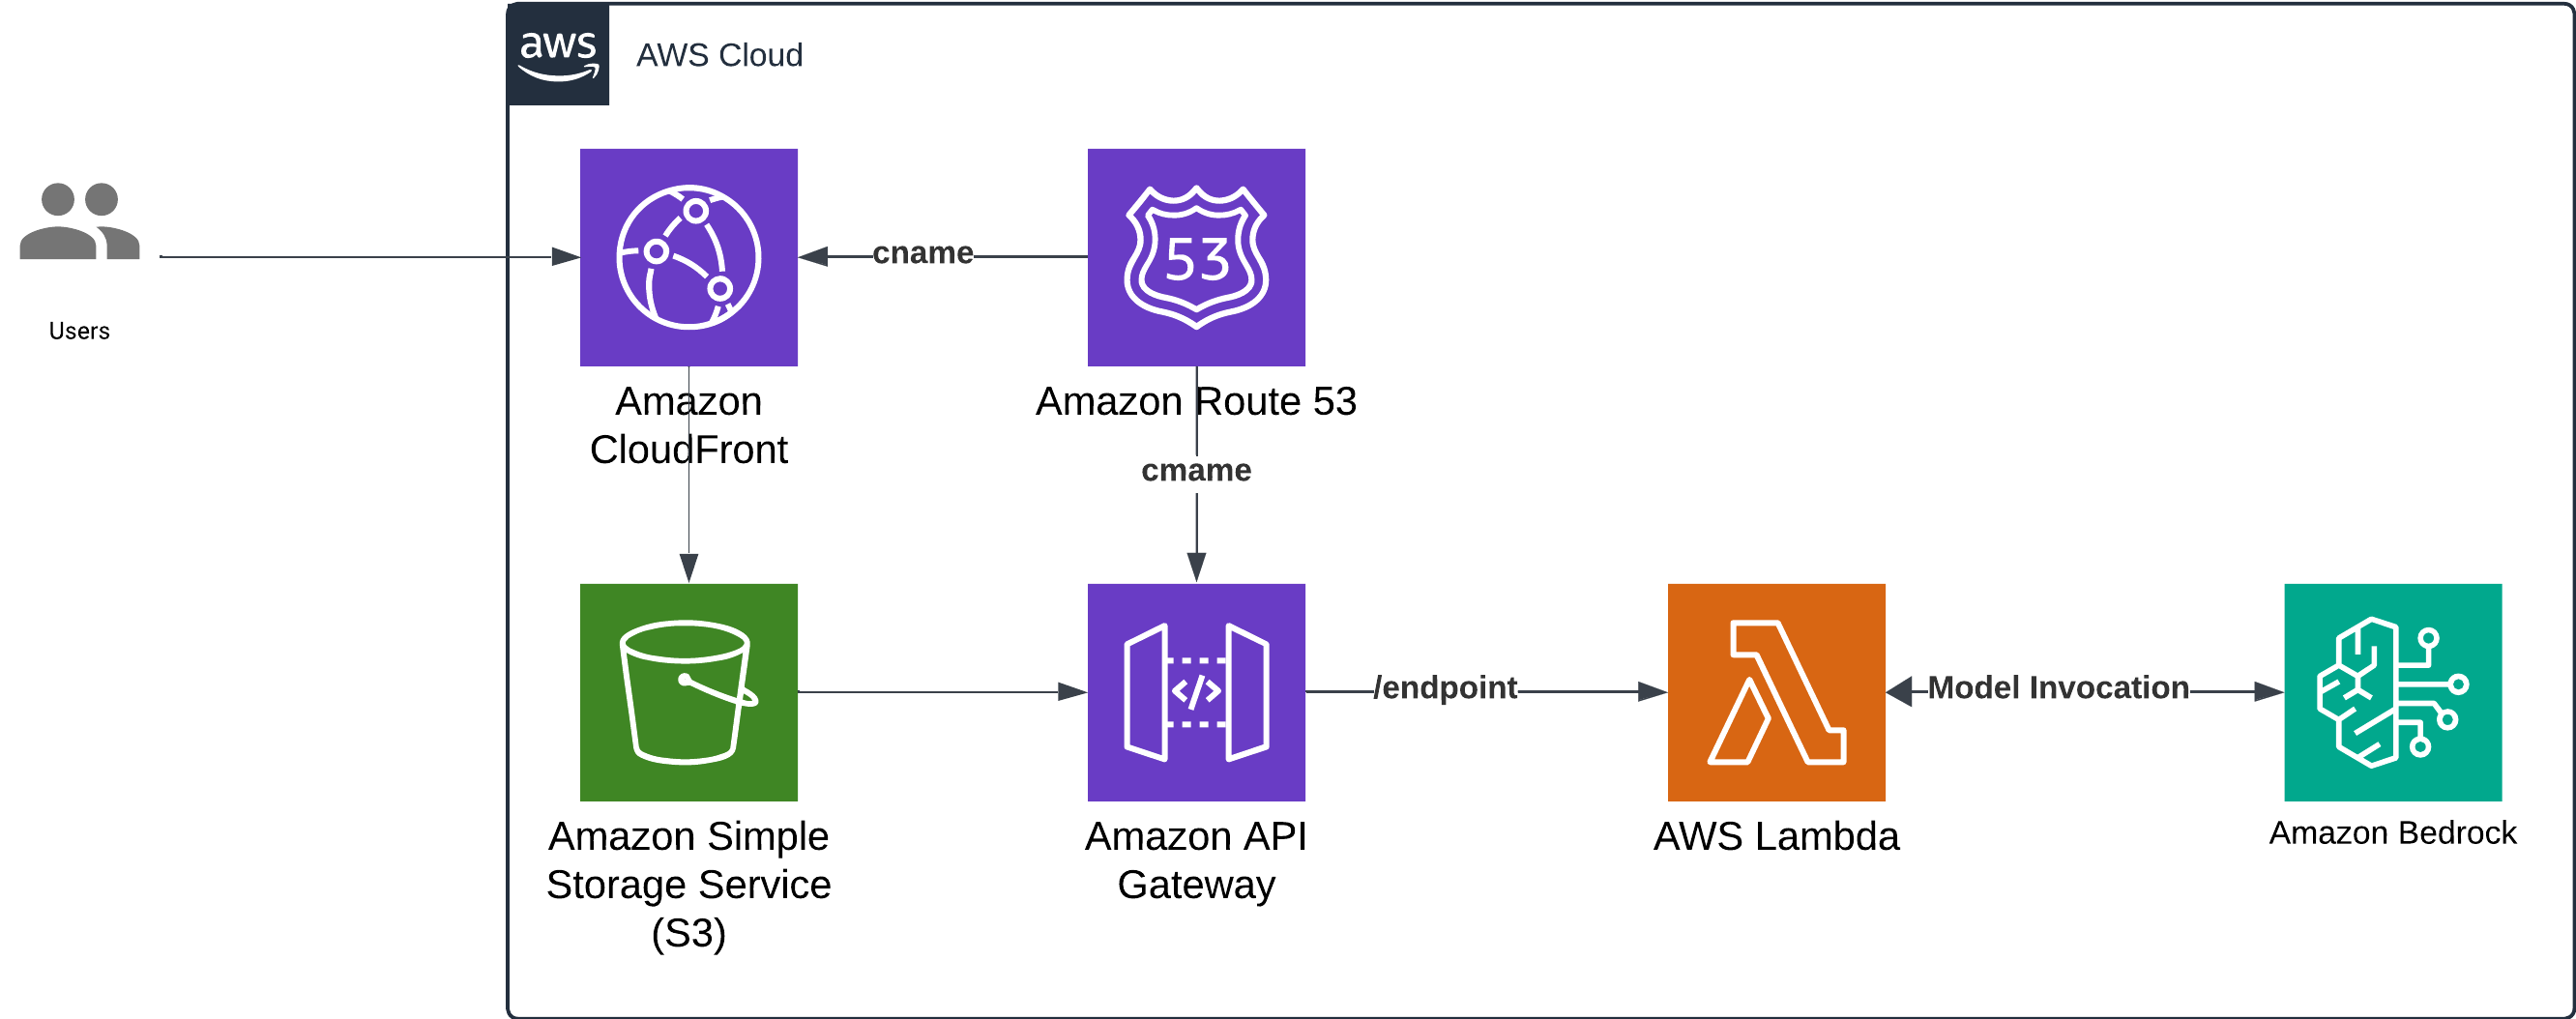 aws
AWS Cloud
Users
cname
53
Amazon
CloudFront
Amazon Route 53
cmame
/endpoint
Model Invocation
</>
Amazon Simple
Storage Service
(S3)
Amazon API
Gateway
AWS Lambda
Amazon Bedrock